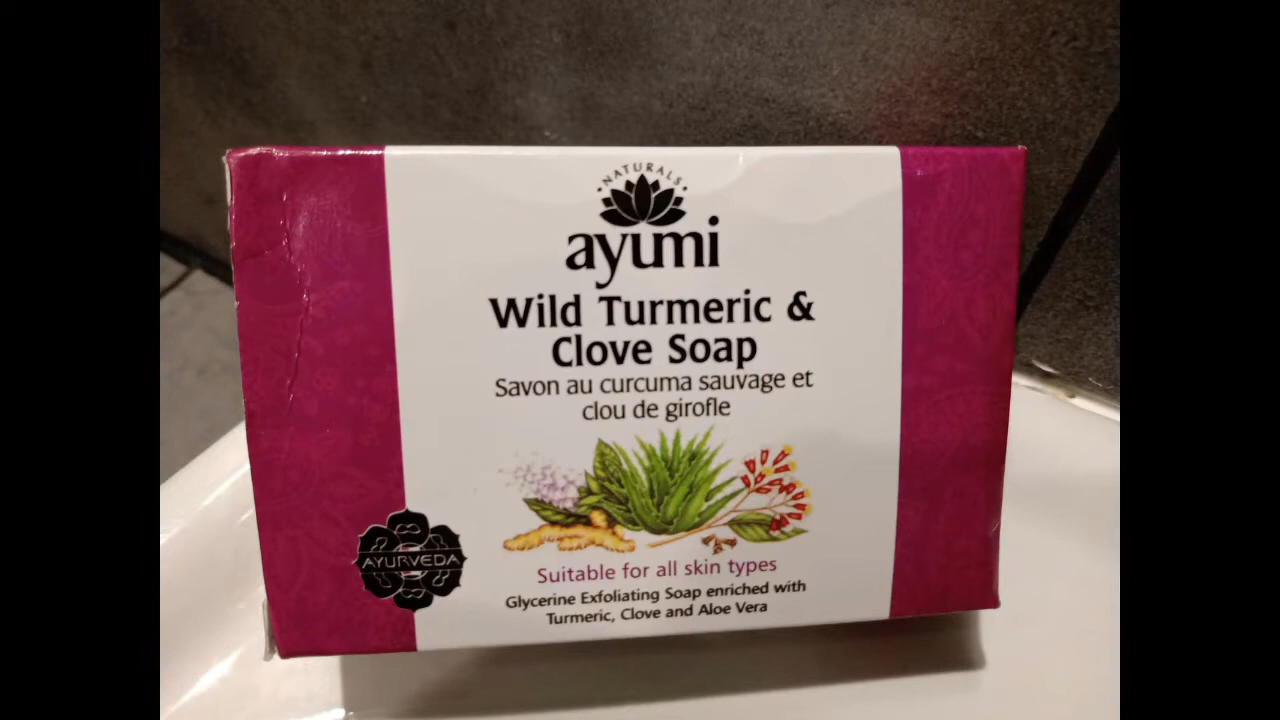 NATURALS
ayumi
Wild Turmeric &
Clove Soap
Savon au curcuma sauvage et
clou de girofle
AYURVEDA
Suitable for all skin types
Glycerine Exfoliating Soap enriched with
Turmeric, Clove and Aloe Vera